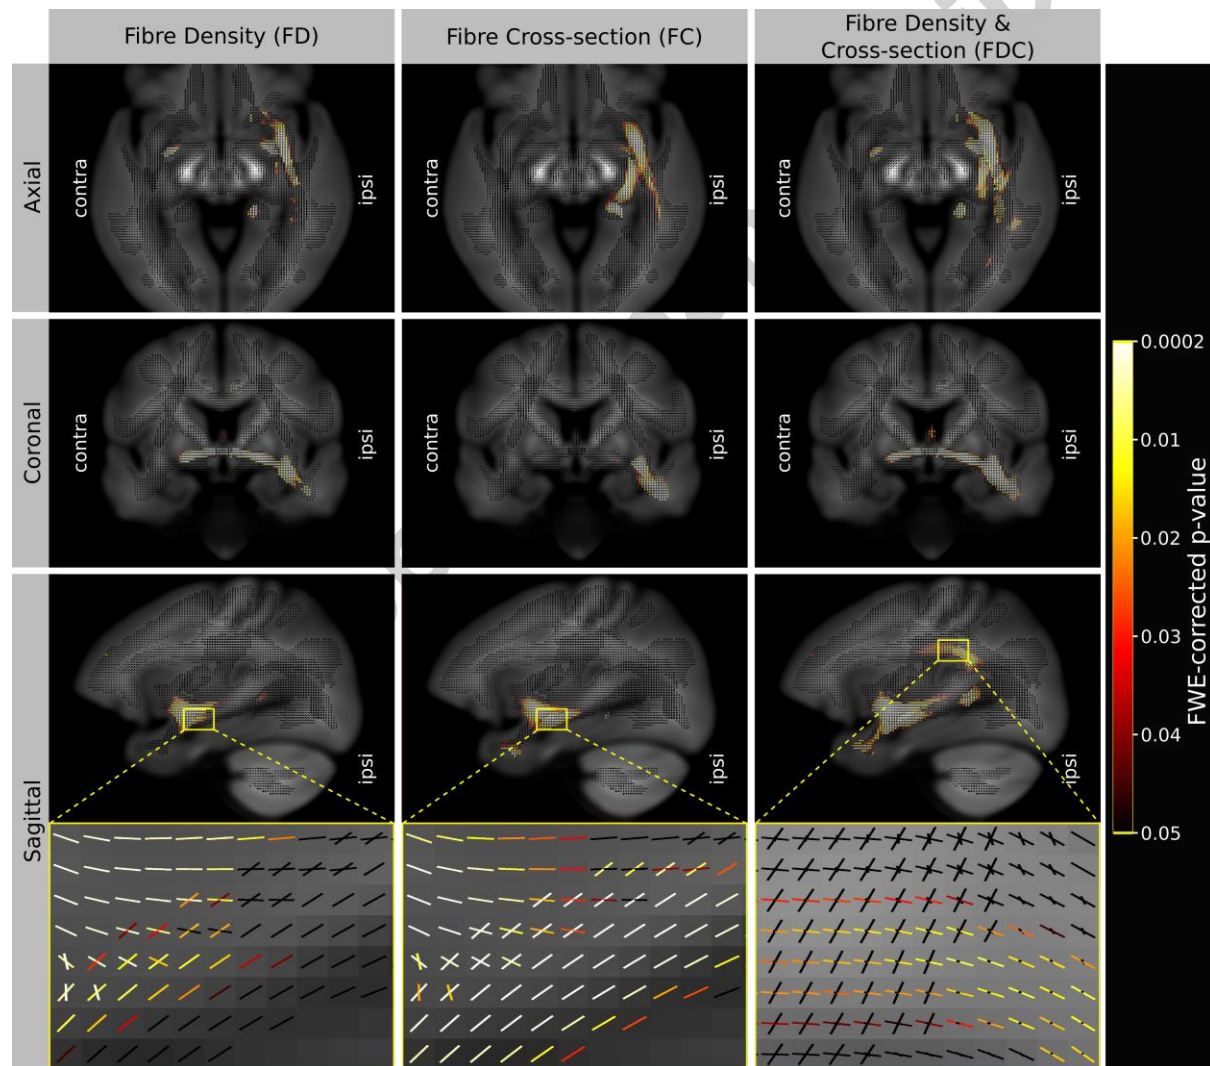 Fibre Density (FD)
Fibre Cross-section (FC)
Fibre Density &
Cross-section (FDC)
Axial
contra
ipsi
contra
ipsi
contra
ipsi
Coronal
contra
ipsi
contra
ipsi
contra
ipsi
Sagittal
ipsi
ipsi
ipsi
0.0002
0.01
0.02
0.03
0.04
0.05
FWE-corrected p-value